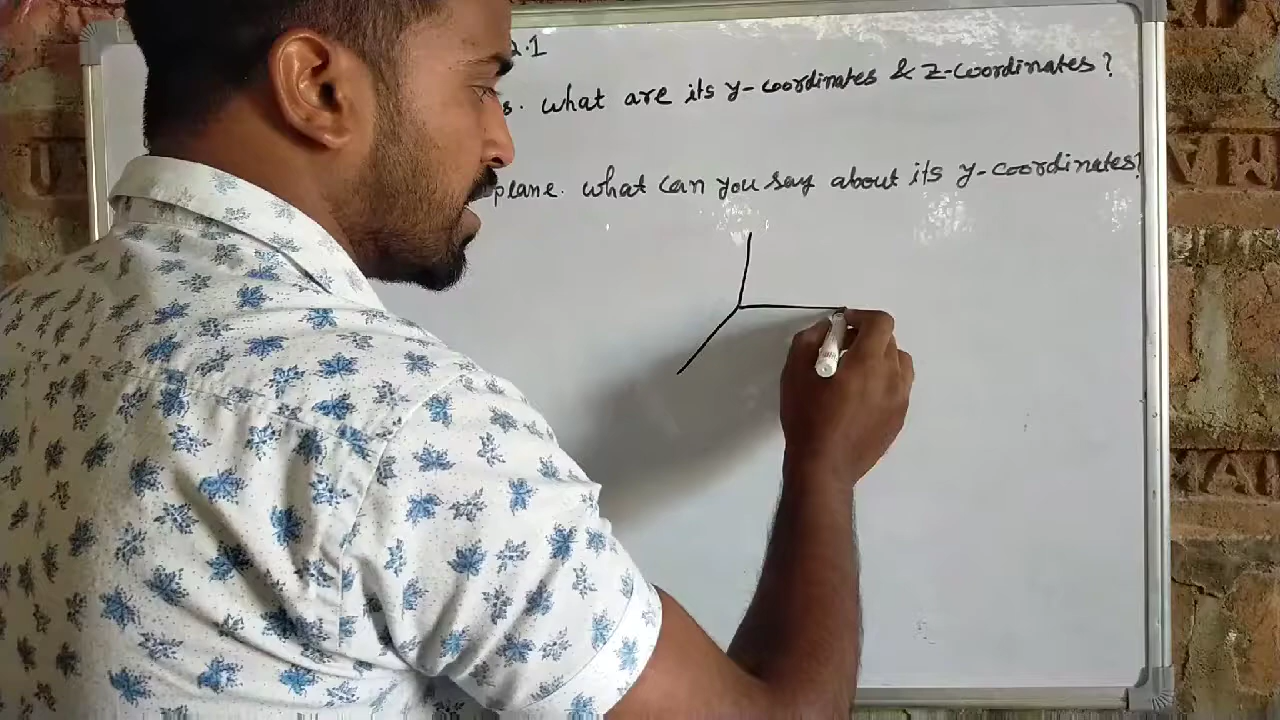 2.1
s. What are its y-coordinates & z-coordinates?
plane. What can you say about its y-coordinates?